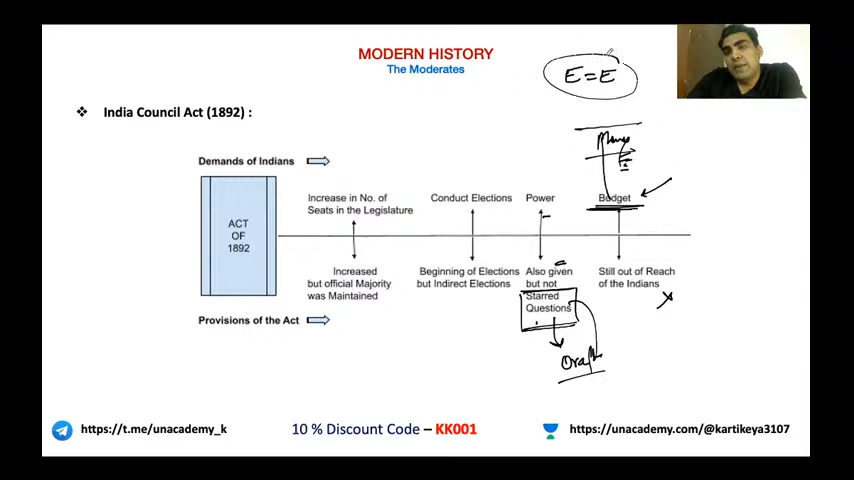 MODERN HISTORY
The Moderates
E = E
❖ India Council Act (1892) :
Demands of Indians
Increase in No. of
Seats in the Legislature
Conduct Elections
Power
Budget
ACT
OF
1892
Increased
but official Majority
was Maintained
Beginning of Elections
but Indirect Elections
Also given
but not
Starred
Questions
Still out of Reach
of the Indians
Provisions of the Act
https://t.me/unacademy_k
10 % Discount Code – KK001
https://unacademy.com/@kartikeya3107